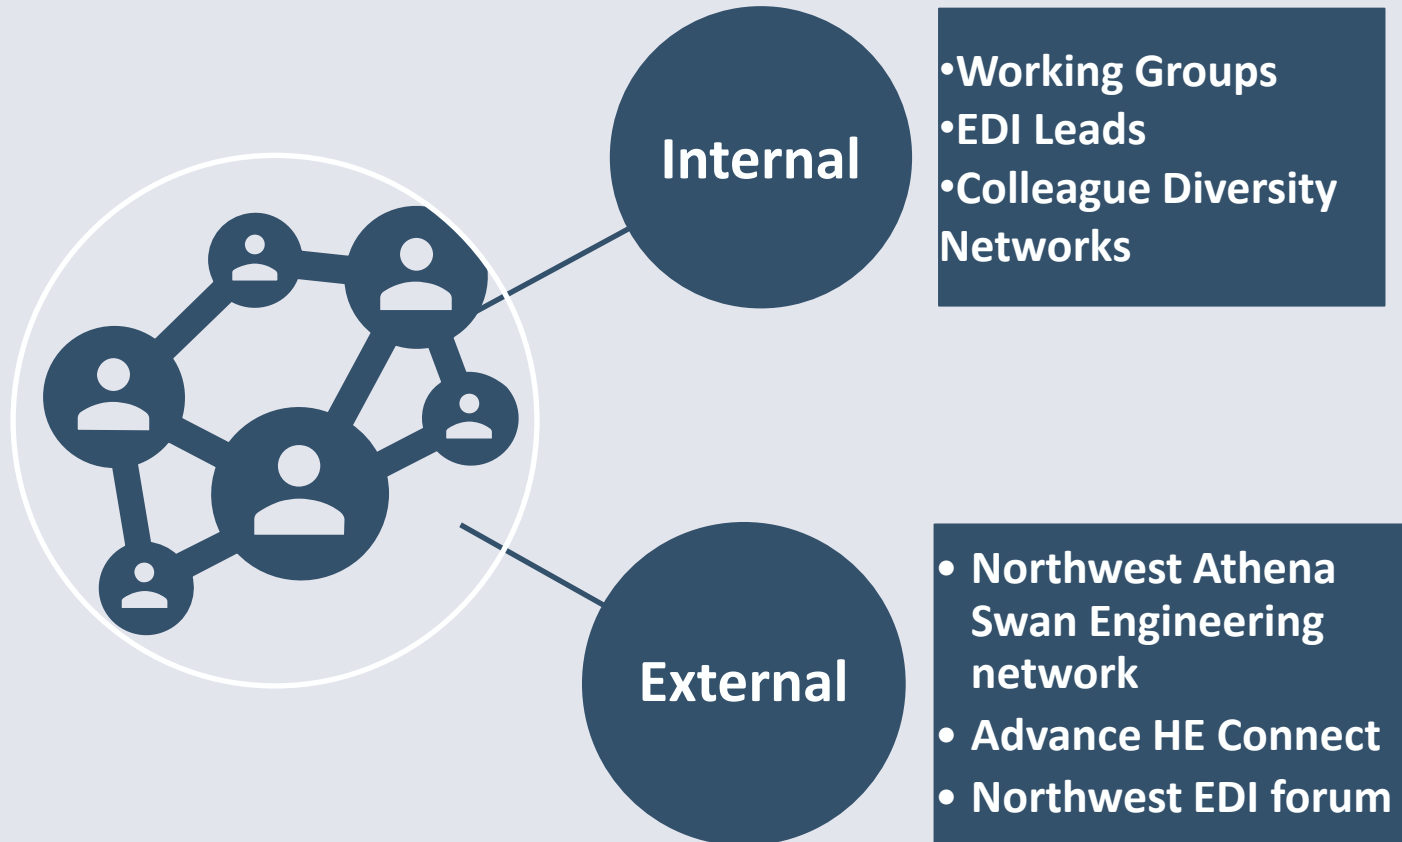 Internal
•Working Groups
•EDI Leads
•Colleague Diversity
Networks
External
• Northwest Athena
Swan Engineering
network
• Advance HE Connect
• Northwest EDI forum